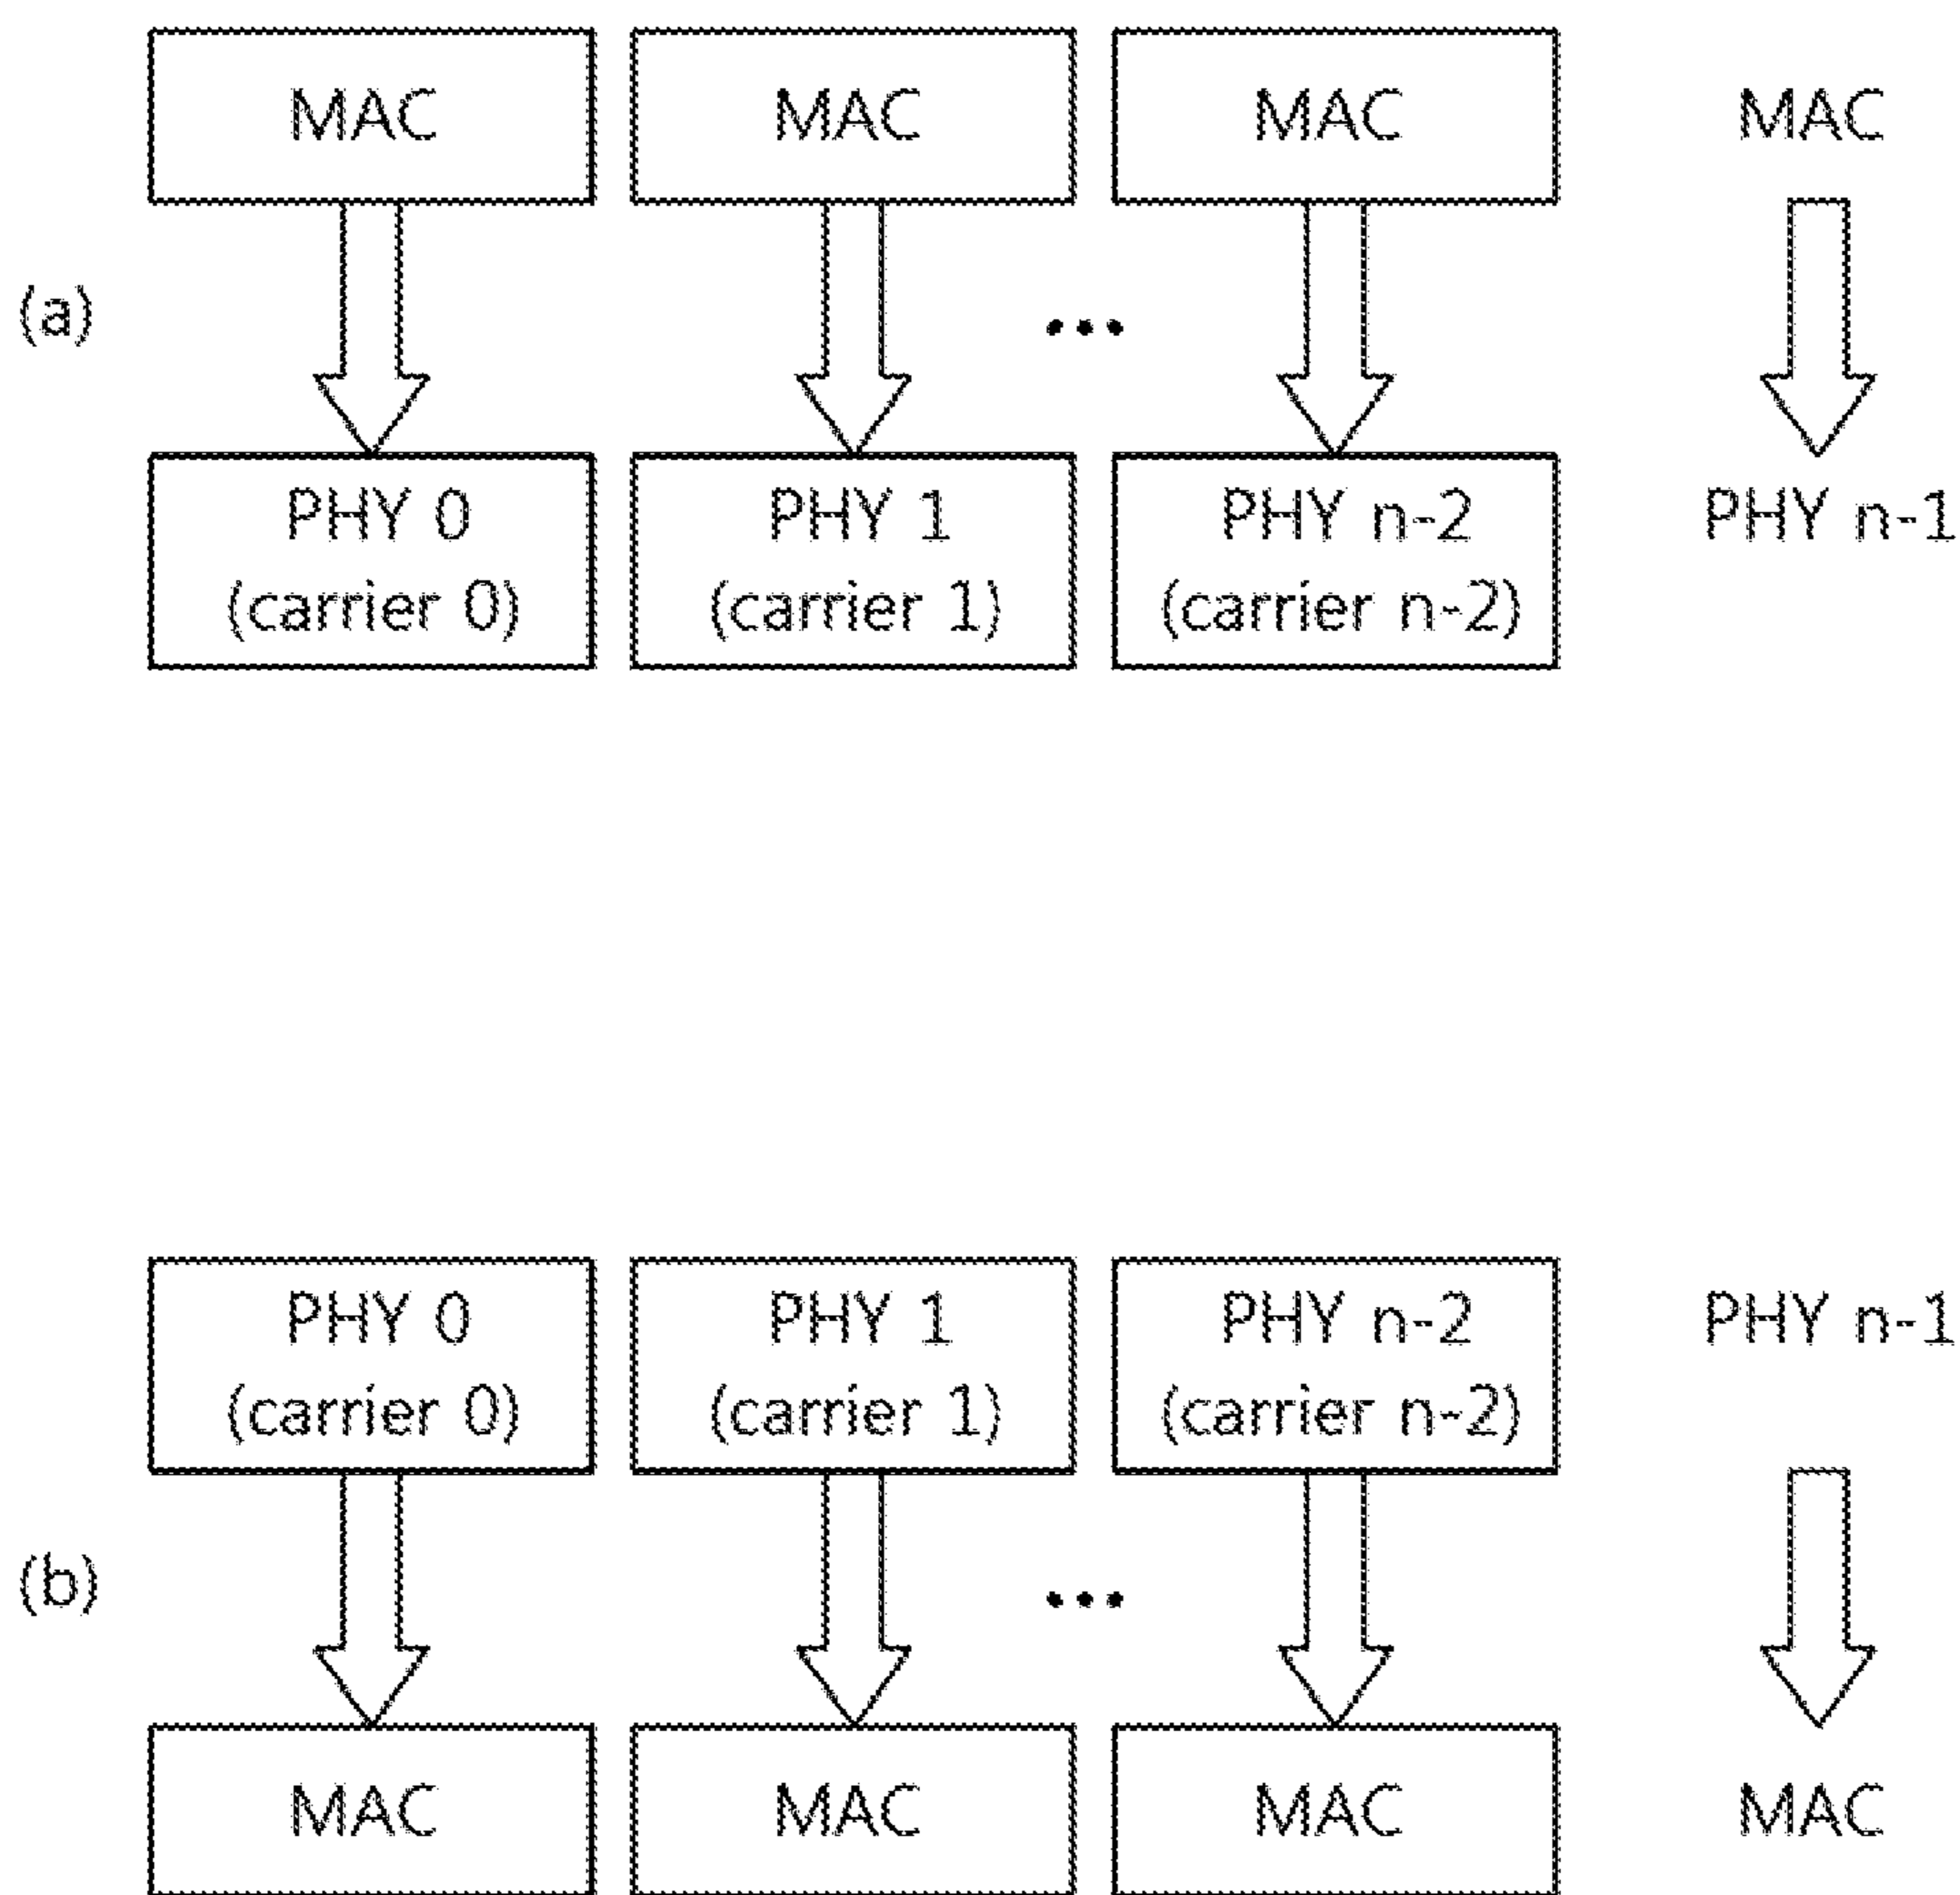 MAC MAC MAC MAC
(a)
...
PHY 0 PHY 1 PHY n-2 PHY n-1
(carrier 0) (carrier 1) (carrier n-2)
PHY 0 PHY 1 PHY n-2 PHY n-1
(carrier 0) (carrier 1) (carrier n-2)
(b)
...
MAC MAC MAC MAC